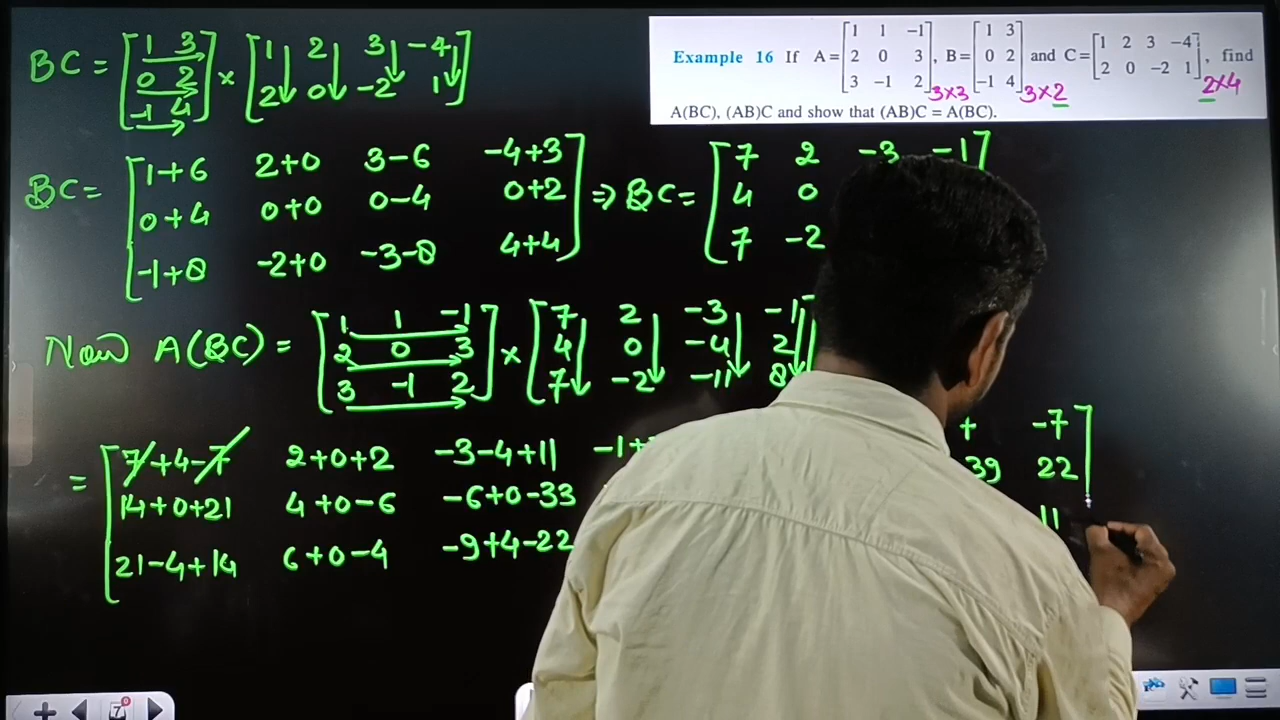 Example 16 If A = [1 1 -1; 2 0 3; 3 -1 2] 3×3, B = [1 3; 0 2; -1 4] 3×2 and C = [1 2 3 -4; 2 0 -2 1] 2×4, find
A(BC), (AB)C and show that (AB)C = A(BC).
BC = [1 3; 0 2; -1 4] × [1 2 3 -4; 2 0 -2 1]
BC = [1+6 2+0 3-6 -4+3; 0+4 0+0 0-4 0+2; -1+8 -2+0 -3-8 4+4] ⇒ BC = [7 2 -3 -1; 4 0; 7 -2
Now A(BC) = [1 1 -1; 2 0 3; 3 -1 2] × [7 2 -3 -1; 4 0 -4 2; 7 -2 -11 8]
= [7+4-7 2+0+2 -3-4+11 -1+; 14+0+21 4+0-6 -6+0-33; 21-4+14 6+0-4 -9+4-22
-7]
39 22
11
7